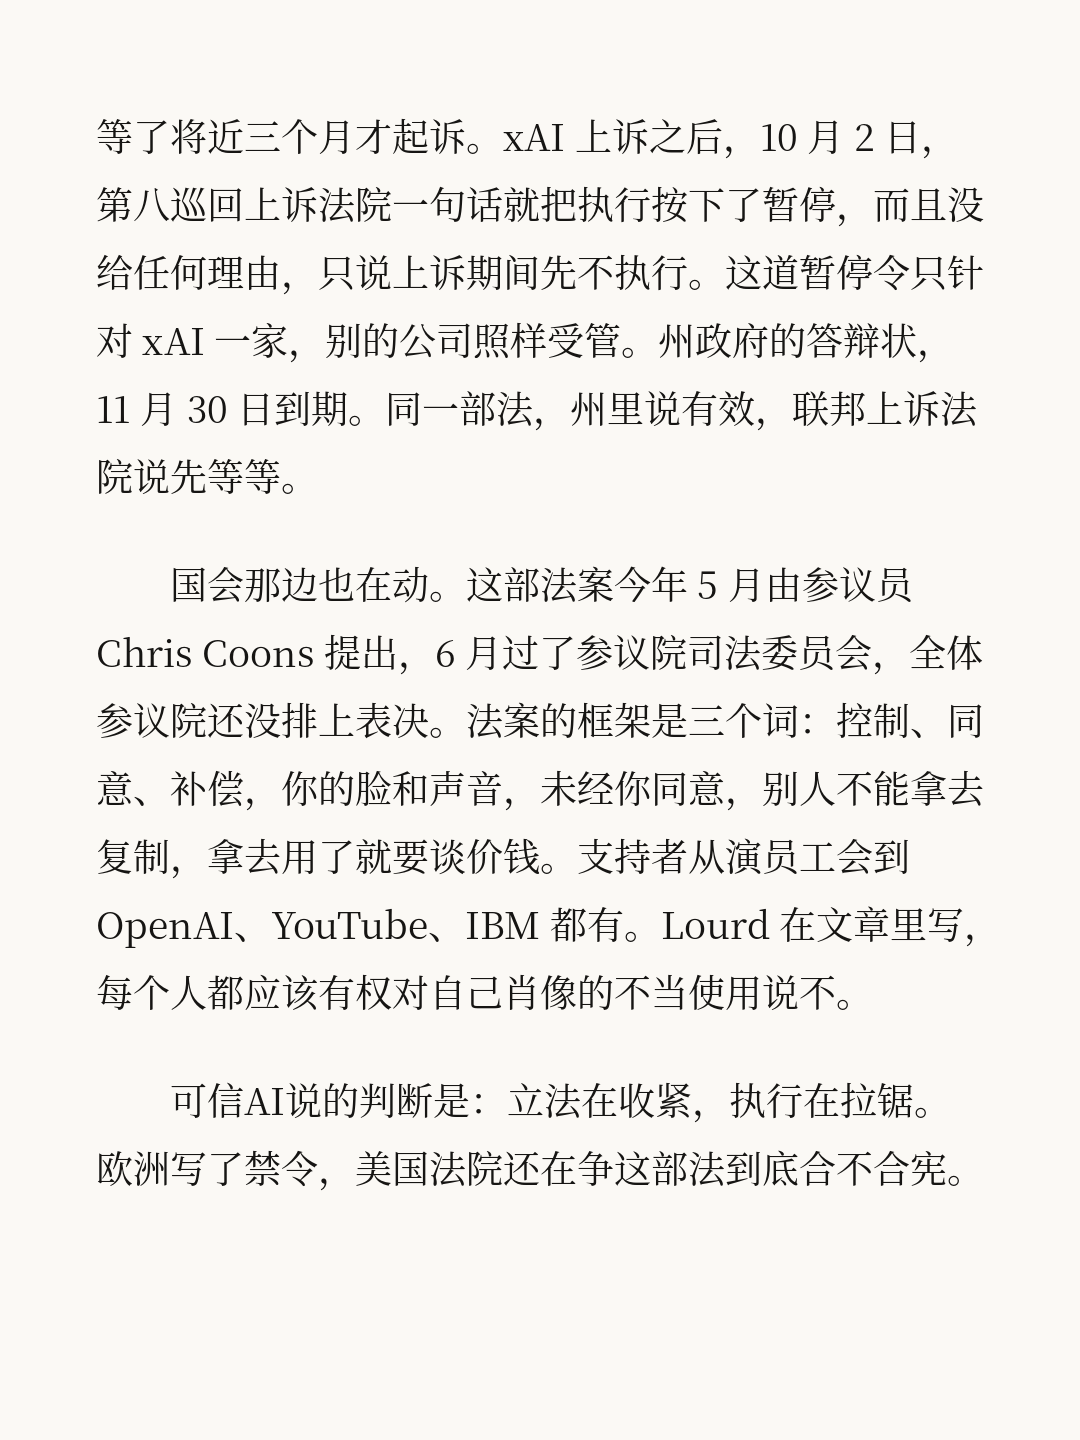 等了将近三个月才起诉。xAI 上诉之后，10 月 2 日，
第八巡回上诉法院一句话就把执行按下了暂停，而且没
给任何理由，只说上诉期间先不执行。这道暂停令只针
对 xAI 一家，别的公司照样受管。州政府的答辩状，
11 月 30 日到期。同一部法，州里说有效，联邦上诉法
院说先等等。
国会那边也在动。这部法案今年 5 月由参议员
Chris Coons 提出，6 月过了参议院司法委员会，全体
参议院还没排上表决。法案的框架是三个词：控制、同
意、补偿，你的脸和声音，未经你同意，别人不能拿去
复制，拿去用了就要谈价钱。支持者从演员工会到
OpenAI、YouTube、IBM 都有。Lourd 在文章里写，
每个人都应该有权对自己肖像的不当使用说不。
可信AI说的判断是：立法在收紧，执行在拉锯。
欧洲写了禁令，美国法院还在争这部法到底合不合宪。